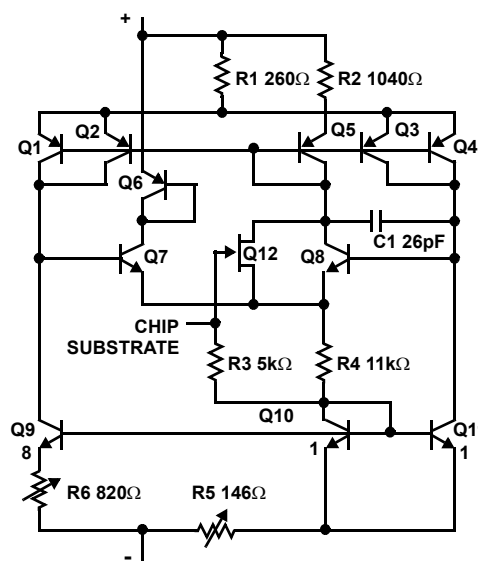 +
R1 260Ω
R2 1040Ω
Q1
Q2
Q5
Q3
Q4
Q6
C1 26pF
Q7
Q12
Q8
CHIP
SUBSTRATE
R3 5kΩ
R4 11kΩ
Q9
Q10
Q1
8
1
1
R6 820Ω
R5 146Ω
-